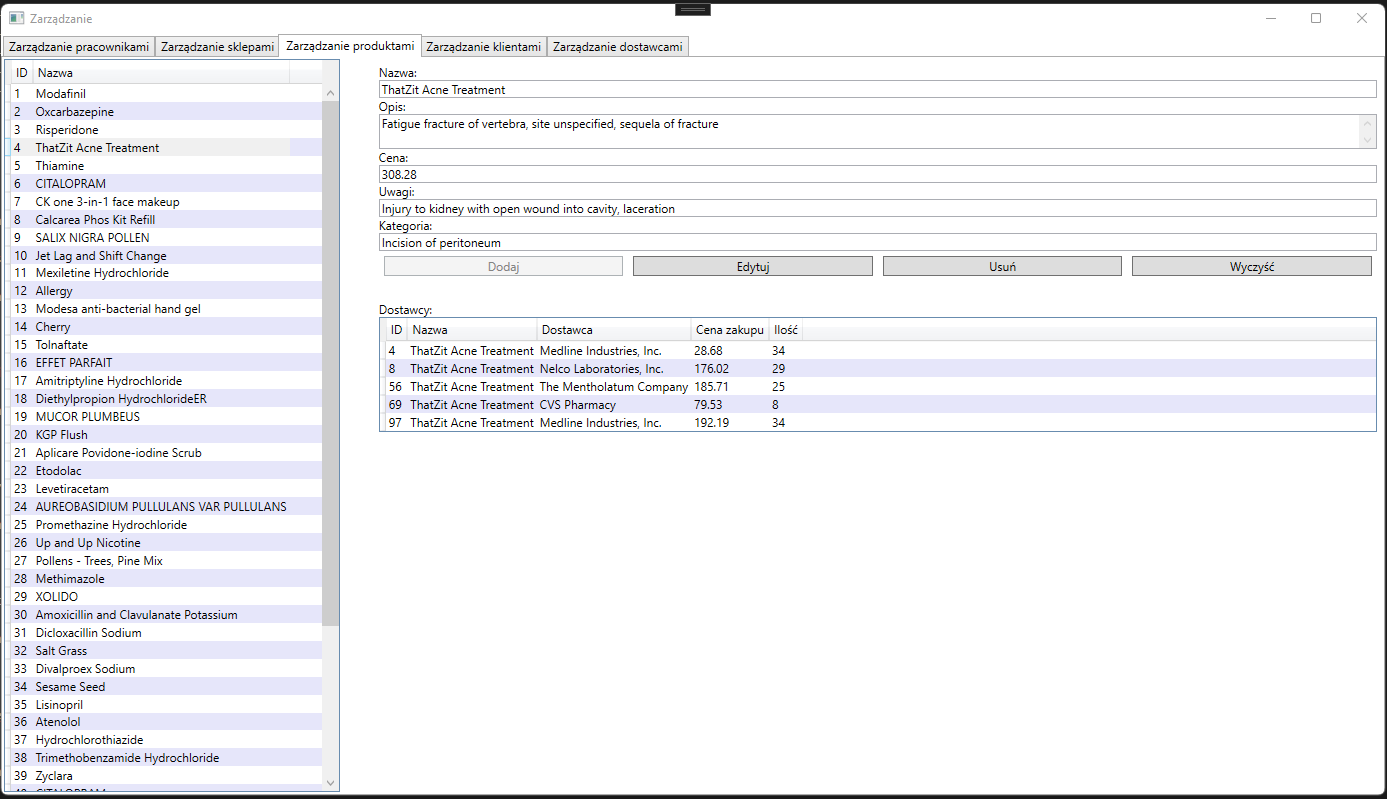 Zarządzanie
Zarządzanie pracownikami Zarządzanie sklepami Zarządzanie produktami Zarządzanie klientami Zarządzanie dostawcami
ID Nazwa
1 Modafinil
2 Oxcarbazepine
3 Risperidone
4 ThatZit Acne Treatment
5 Thiamine
6 CITALOPRAM
7 CK one 3-in-1 face makeup
8 Calcarea Phos Kit Refill
9 SALIX NIGRA POLLEN
10 Jet Lag and Shift Change
11 Mexiletine Hydrochloride
12 Allergy
13 Modesa anti-bacterial hand gel
14 Cherry
15 Tolnaftate
16 EFFET PARFAIT
17 Amitriptyline Hydrochloride
18 Diethylpropion HydrochlorideER
19 MUCOR PLUMBEUS
20 KGP Flush
21 Aplicare Povidone-iodine Scrub
22 Etodolac
23 Levetiracetam
24 AUREOBASIDIUM PULLULANS VAR PULLULANS
25 Promethazine Hydrochloride
26 Up and Up Nicotine
27 Pollens - Trees, Pine Mix
28 Methimazole
29 XOLIDO
30 Amoxicillin and Clavulanate Potassium
31 Dicloxacillin Sodium
32 Salt Grass
33 Divalproex Sodium
34 Sesame Seed
35 Lisinopril
36 Atenolol
37 Hydrochlorothiazide
38 Trimethobenzamide Hydrochloride
39 Zyclara
40 CITALOPRAM
Nazwa:
ThatZit Acne Treatment
Opis:
Fatigue fracture of vertebra, site unspecified, sequela of fracture
Cena:
308.28
Uwagi:
Injury to kidney with open wound into cavity, laceration
Kategoria:
Incision of peritoneum
Dodaj Edytuj Usuń Wyczyść
Dostawcy:
ID Nazwa Dostawca Cena zakupu Ilość
4 ThatZit Acne Treatment Medline Industries, Inc. 28.68 34
8 ThatZit Acne Treatment Nelco Laboratories, Inc. 176.02 29
56 ThatZit Acne Treatment The Mentholatum Company 185.71 25
69 ThatZit Acne Treatment CVS Pharmacy 79.53 8
97 ThatZit Acne Treatment Medline Industries, Inc. 192.19 34